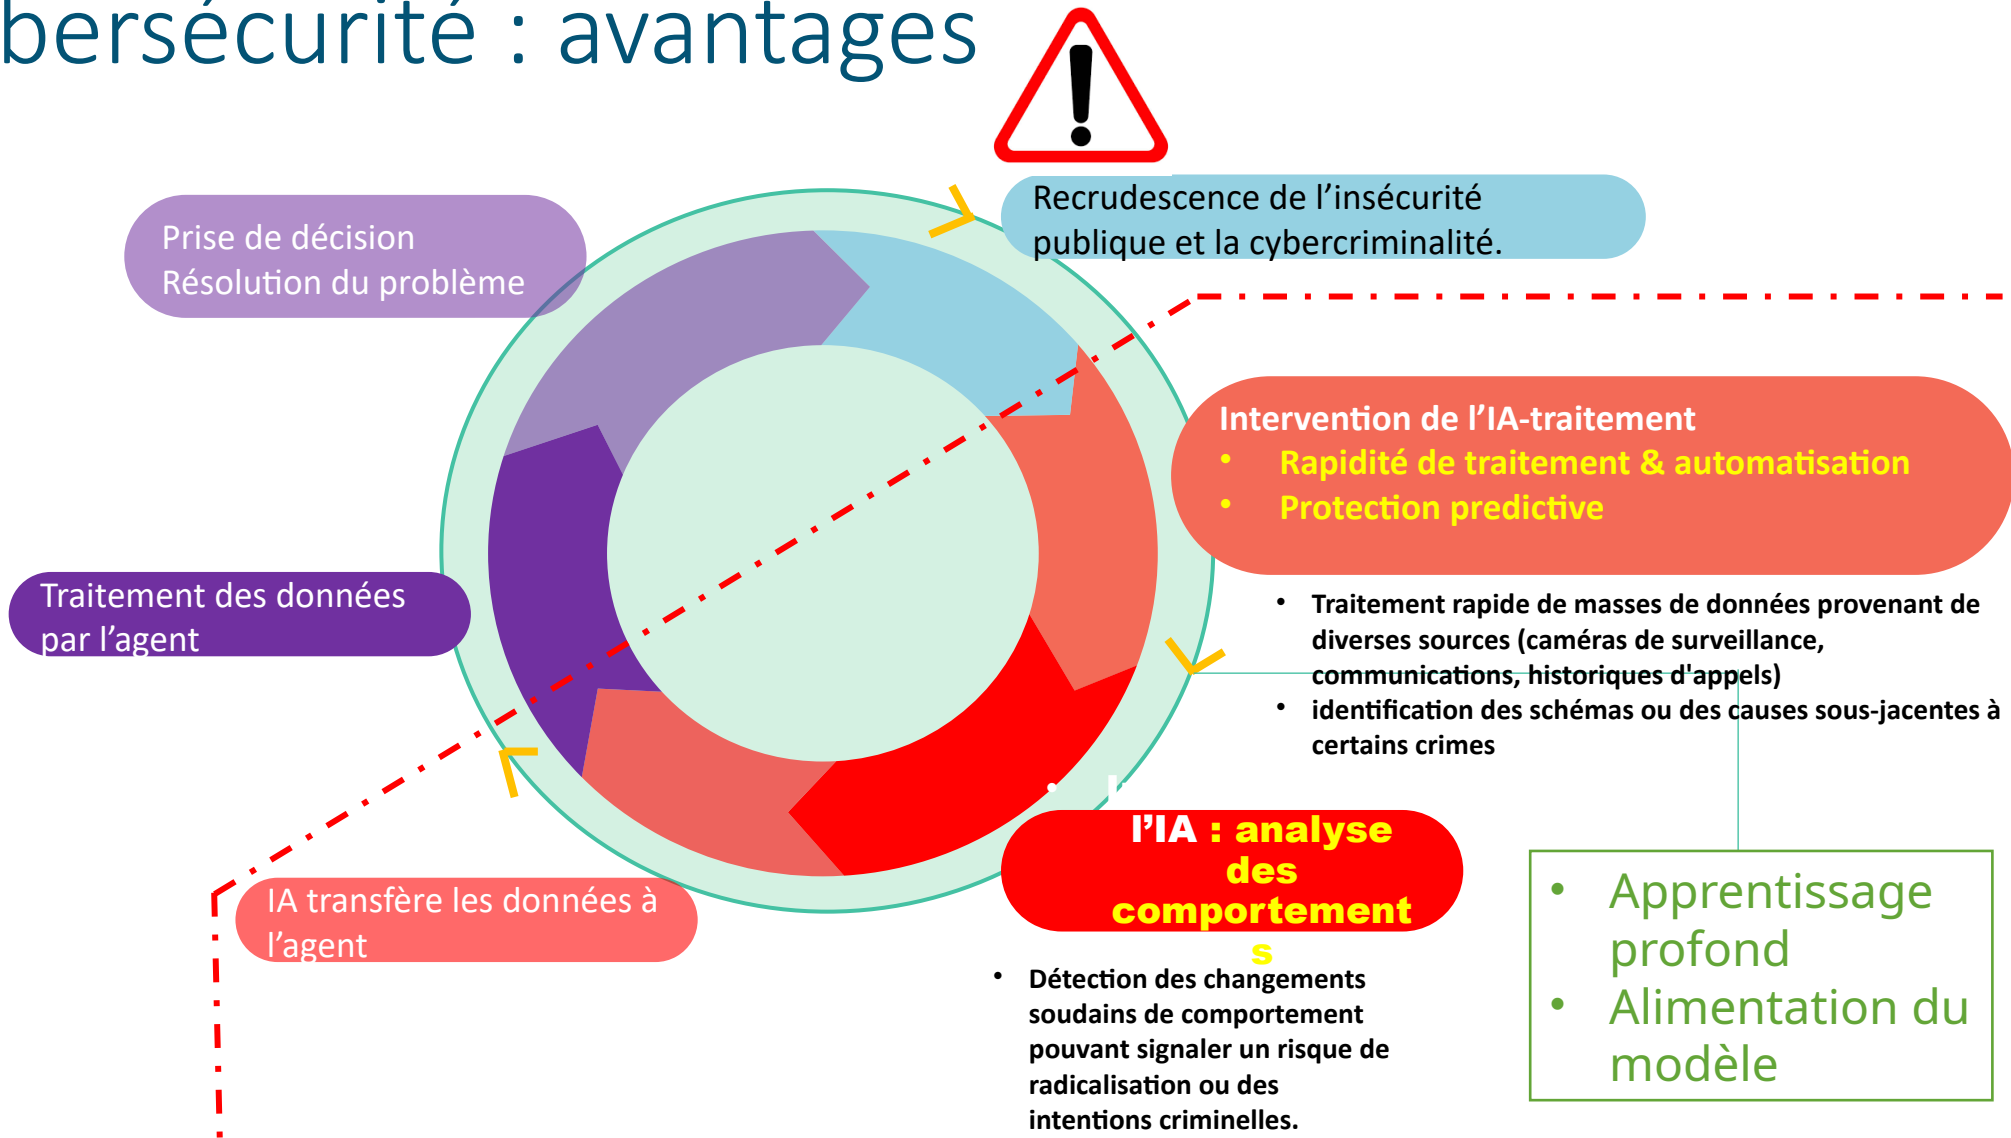 bersécurité : avantages
Recrudescence de l’insécurité
publique et la cybercriminalité.
Prise de décision
Résolution du problème
Intervention de l’IA-traitement
• Rapidité de traitement & automatisation
• Protection predictive
• Traitement rapide de masses de données provenant de
diverses sources (caméras de surveillance,
communications, historiques d'appels)
• identification des schémas ou des causes sous-jacentes à
certains crimes
Traitement des données
par l’agent
l’IA : analyse
des
comportement
s
• Détection des changements
soudains de comportement
pouvant signaler un risque de
radicalisation ou des
intentions criminelles.
IA transfère les données à
l’agent
• Apprentissage
profond
• Alimentation du
modèle